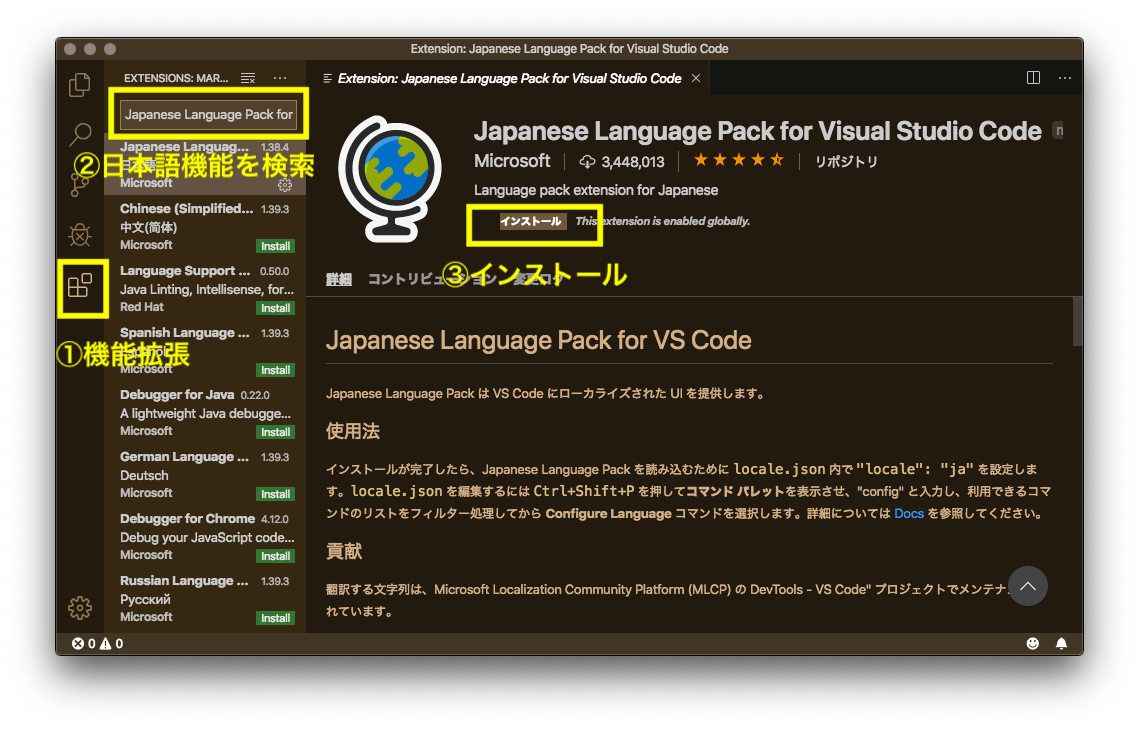 Extension: Japanese Language Pack for Visual Studio Code
EXTENSIONS: MAR...
Japanese Language Pack for
Japanese Languag... 1.38.4
②日本語機能を検索
Microsoft
Chinese (Simplified... 1.39.3
中文(简体)
Microsoft Install
Language Support ... 0.50.0
Java Linting, Intellisense, for...
Red Hat Install
①機能拡張
Spanish Language ... 1.39.3
Microsoft Install
Debugger for Java 0.22.0
A lightweight Java debugge...
Microsoft Install
German Language ... 1.39.3
Deutsch
Microsoft Install
Debugger for Chrome 4.12.0
Debug your JavaScript code...
Microsoft Install
Russian Language ... 1.39.3
Русский
Microsoft Install
Extension: Japanese Language Pack for Visual Studio Code
Japanese Language Pack for Visual Studio Code
Microsoft 3,448,013 リポジトリ
Language pack extension for Japanese
インストール This extension is enabled globally.
③インストール
詳細
Japanese Language Pack for VS Code
Japanese Language Pack は VS Code にローカライズされた UI を提供します。
使用法
インストールが完了したら、Japanese Language Pack を読み込むために locale.json 内で "locale": "ja" を設定しま
す。locale.json を編集するには Ctrl+Shift+P を押してコマンド パレットを表示させ、"config" と入力し、利用できるコマ
ンドのリストをフィルター処理してから Configure Language コマンドを選択します。詳細については Docs を参照してください。
貢献
翻訳する文字列は、Microsoft Localization Community Platform (MLCP) の DevTools - VS Code" プロジェクトでメンテナ
れています。
0 0